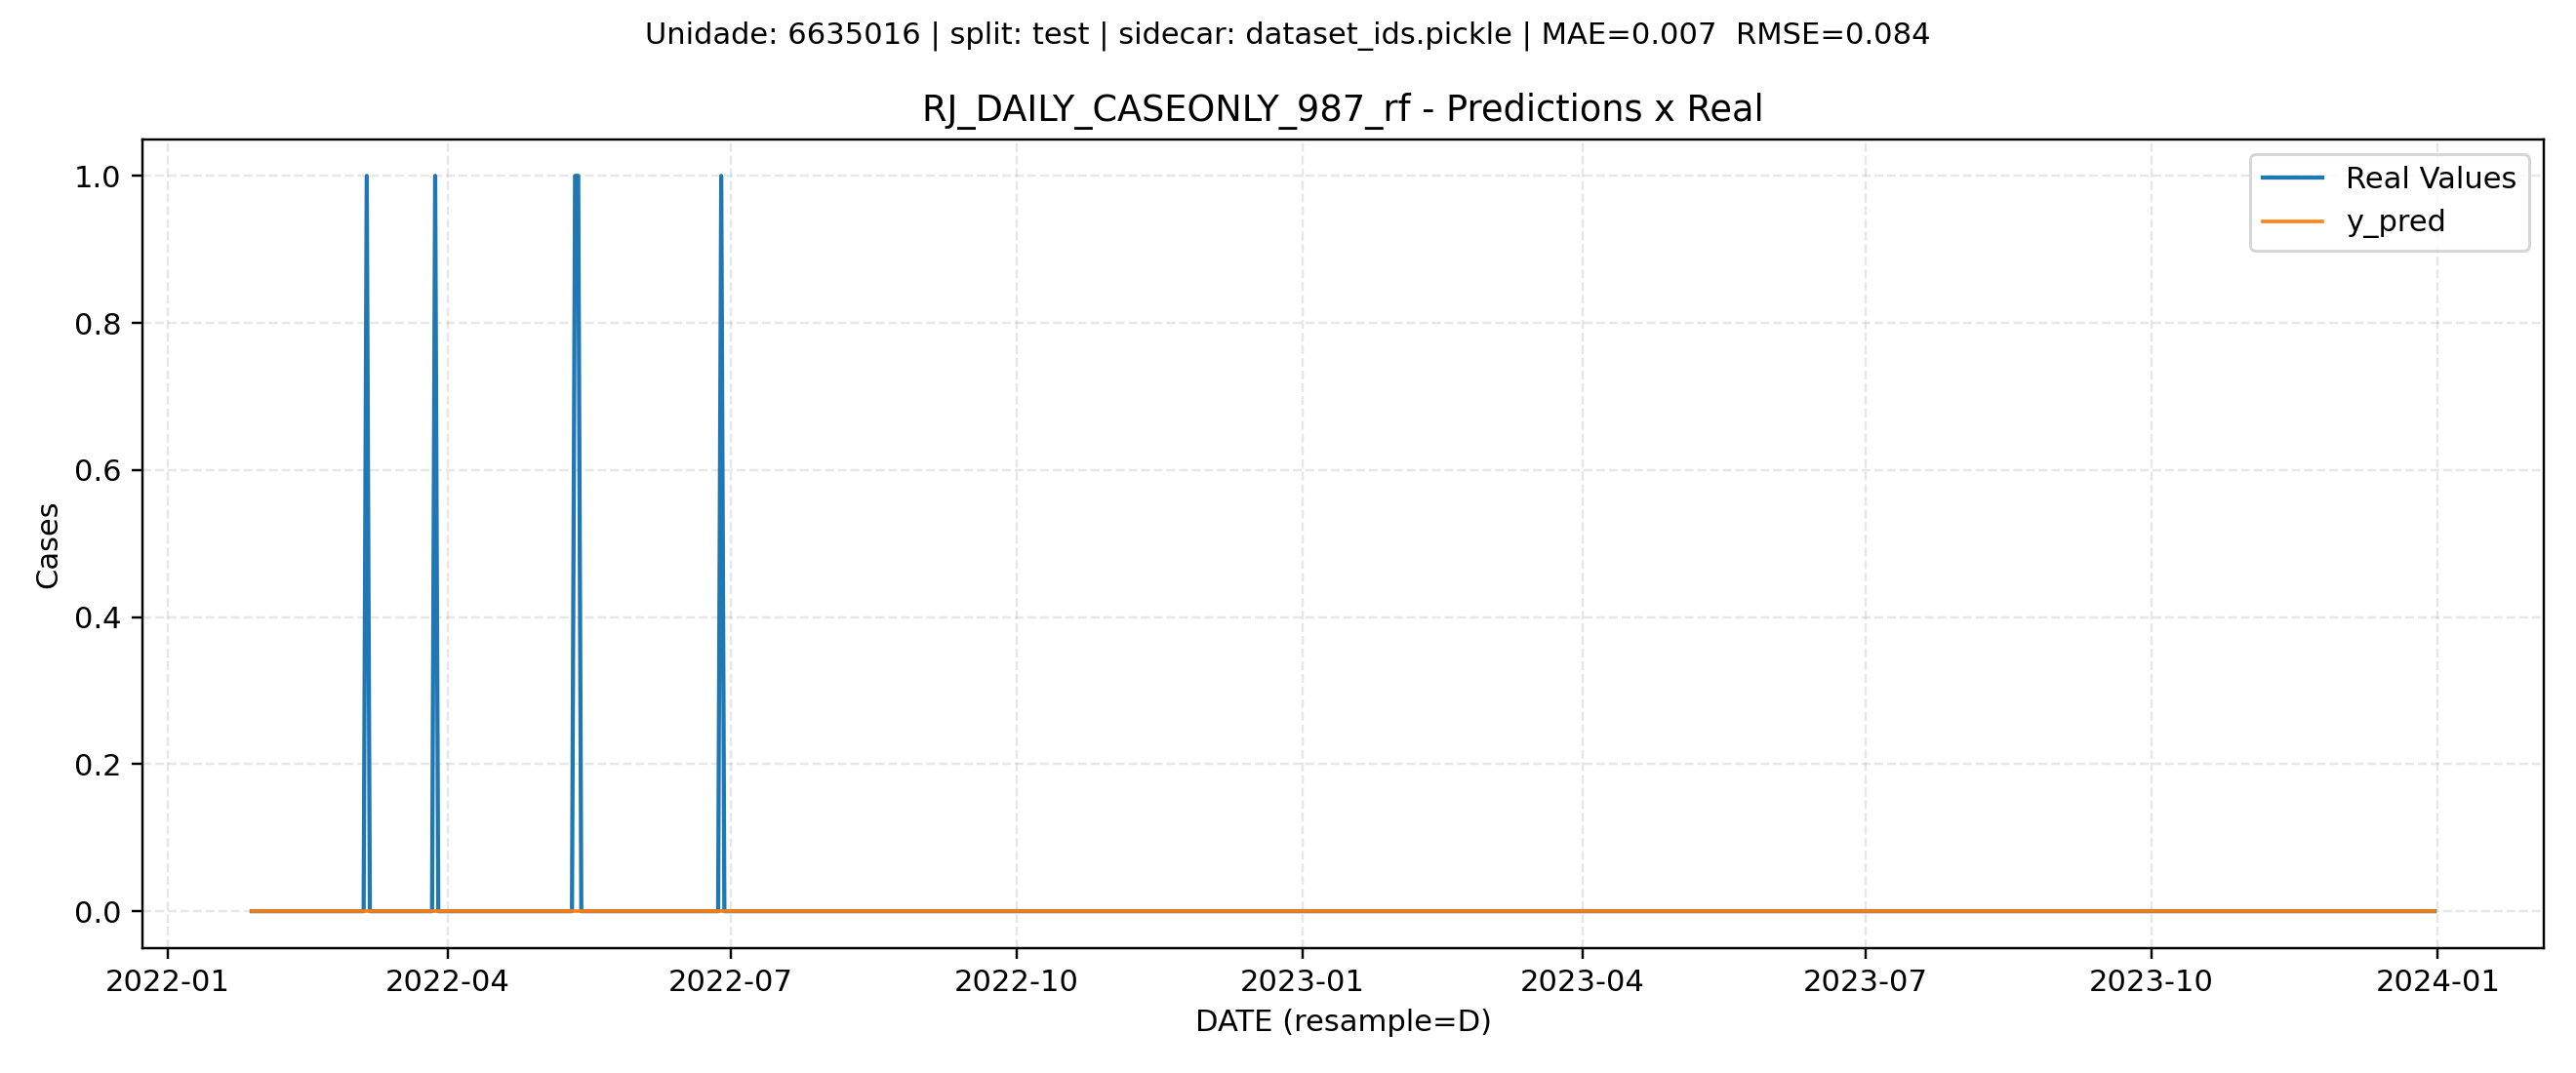 Unidade: 6635016 | split: test | sidecar: dataset_ids.pickle | MAE=0.007  RMSE=0.084
RJ_DAILY_CASEONLY_987_rf - Predictions x Real
Real Values
y_pred
1.0
0.8
0.6
0.4
0.2
0.0
Cases
2022-01 2022-04 2022-07 2022-10 2023-01 2023-04 2023-07 2023-10 2024-01
DATE (resample=D)